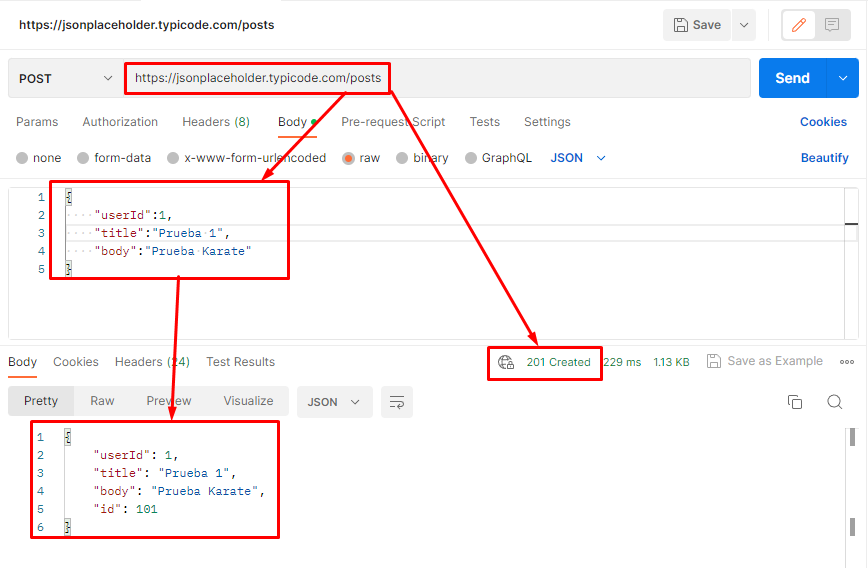 https://jsonplaceholder.typicode.com/posts Save
POST https://jsonplaceholder.typicode.com/posts Send
Params Authorization Headers (8) Body Pre-request Script Tests Settings Cookies
none form-data x-www-form-urlencoded raw binary GraphQL JSON Beautify
1 {
2 "userId":1,
3 "title":"Prueba 1",
4 "body":"Prueba Karate"
5 }
Body Cookies Headers (24) Test Results 201 Created 229 ms 1.13 KB Save as Example
Pretty Raw Preview Visualize JSON
1 {
2 "userId": 1,
3 "title": "Prueba 1",
4 "body": "Prueba Karate",
5 "id": 101
6 }